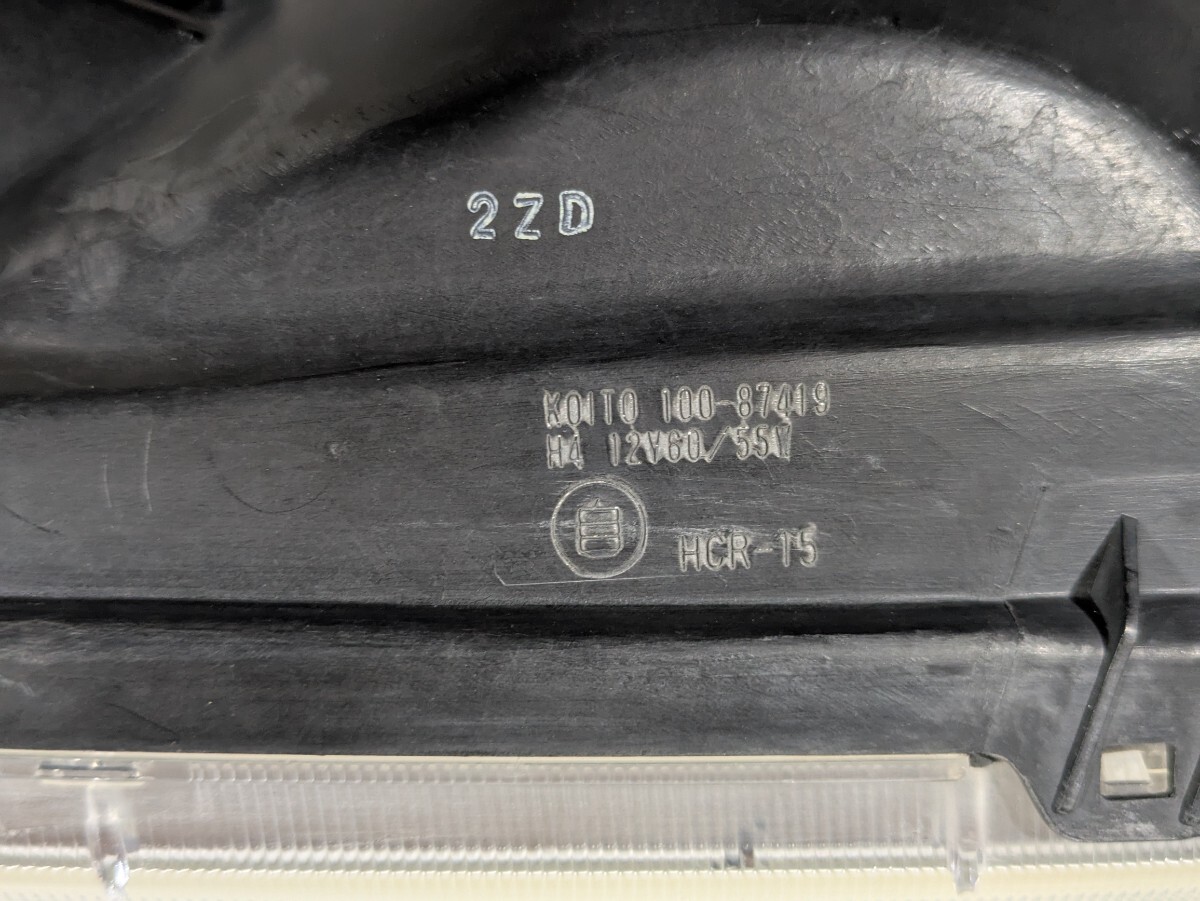 2ZD
KOITO 100-87419
H4 12V60/55W
自
HCR-15